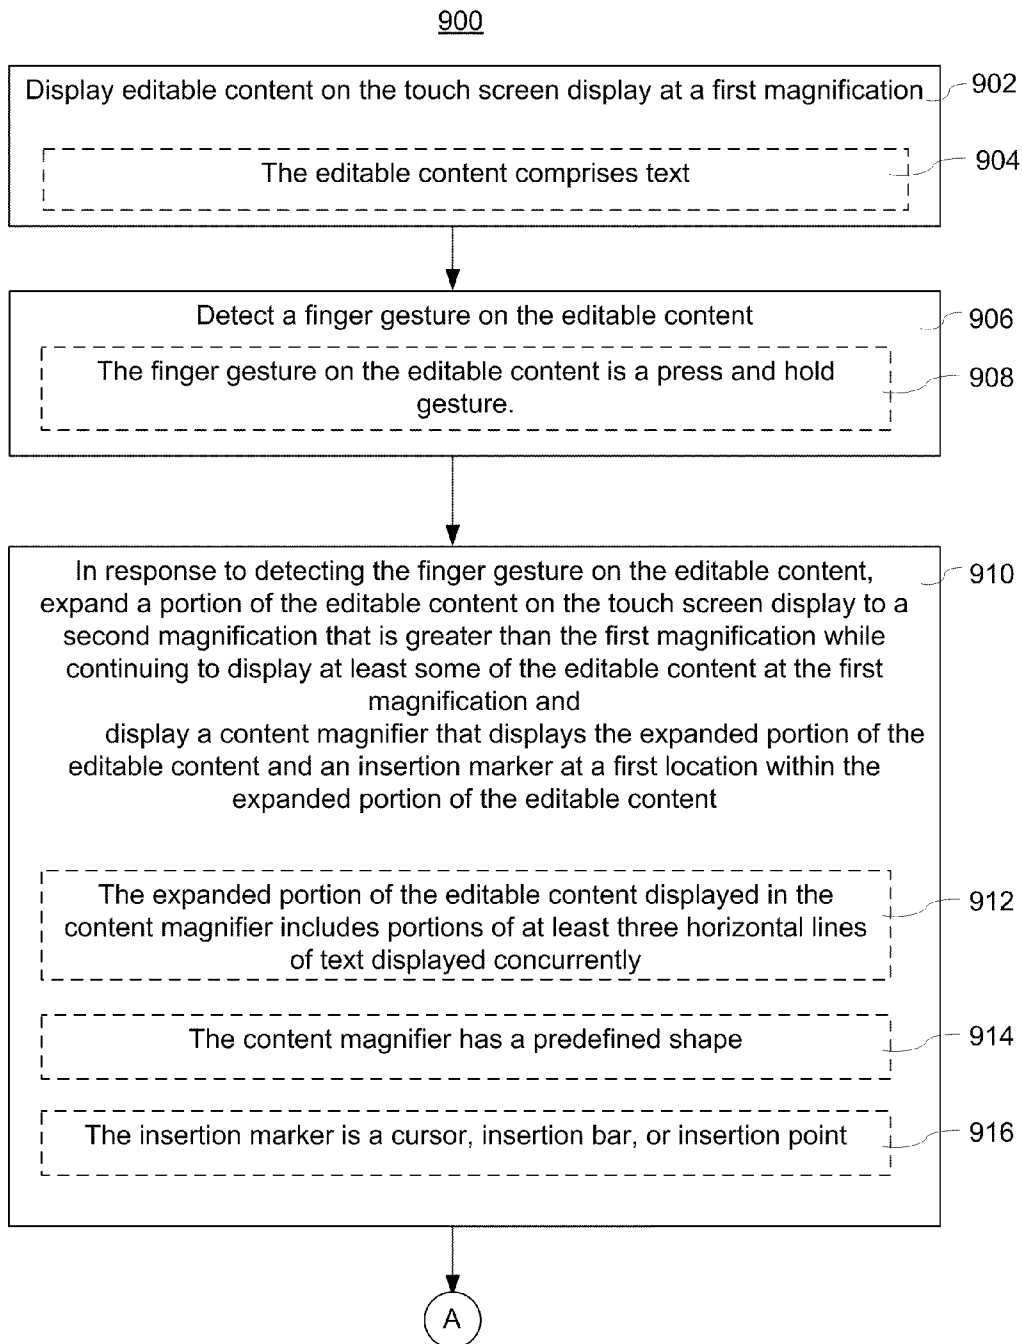 900
Display editable content on the touch screen display at a first magnification
902
The editable content comprises text
904
Detect a finger gesture on the editable content
906
The finger gesture on the editable content is a press and hold
gesture.
908
In response to detecting the finger gesture on the editable content,
910
expand a portion of the editable content on the touch screen display to a
second magnification that is greater than the first magnification while
continuing to display at least some of the editable content at the first
magnification and
display a content magnifier that displays the expanded portion of the
editable content and an insertion marker at a first location within the
expanded portion of the editable content
The expanded portion of the editable content displayed in the
912
content magnifier includes portions of at least three horizontal lines
of text displayed concurrently
The content magnifier has a predefined shape
914
The insertion marker is a cursor, insertion bar, or insertion point
916
A